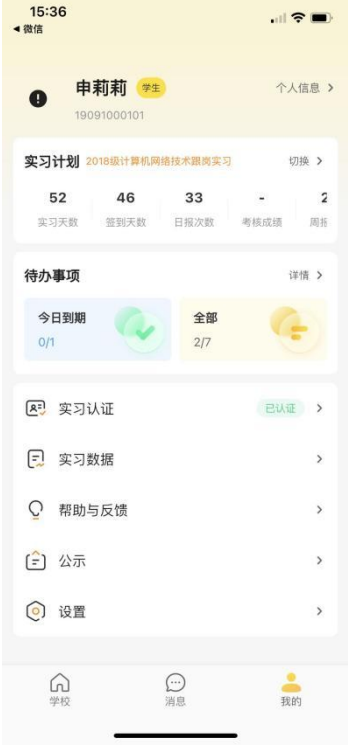 15:36
微信
申莉莉 学生 个人信息
19091000101
实习计划 2018级计算机网络技术跟岗实习 切换
52 46 33 - 2
实习天数 签到天数 日报次数 考核成绩 周报
待办事项 详情
今日到期 全部
0/1 2/7
实习认证 已认证
实习数据
帮助与反馈
公示
设置
学校 消息 我的